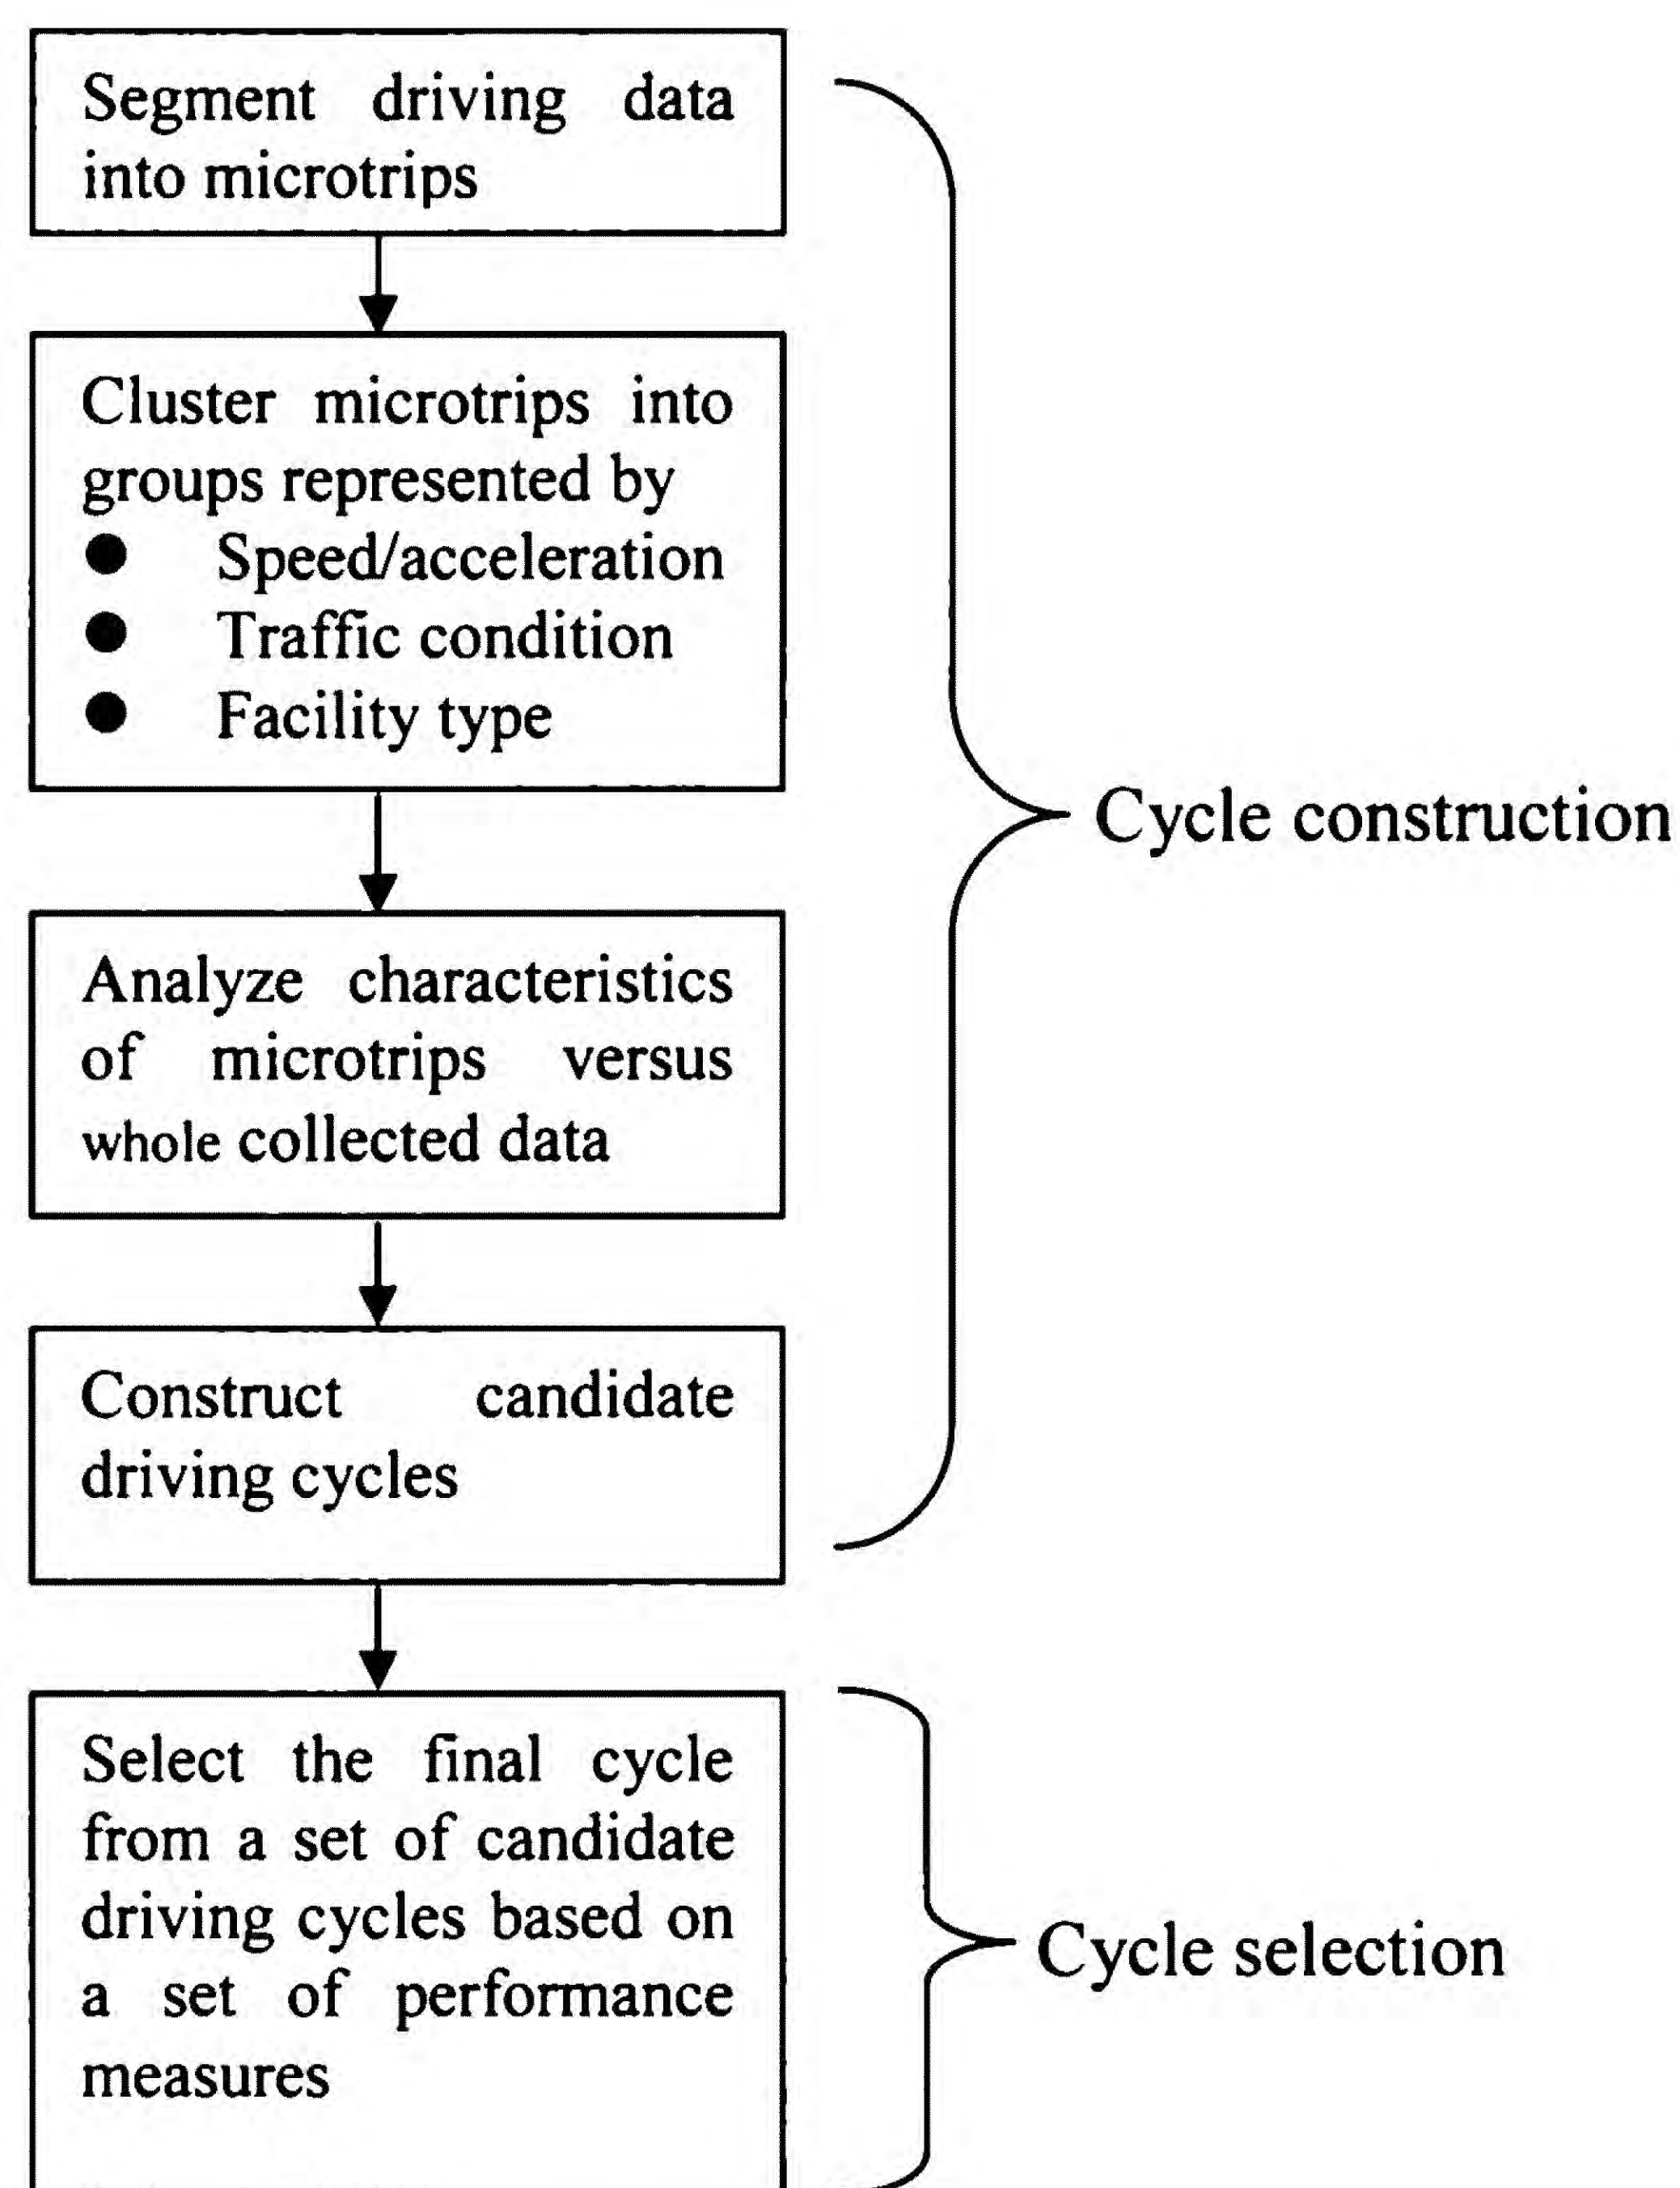 Segment driving data
into microtrips
Cluster microtrips into
groups represented by
● Speed/acceleration
● Traffic condition
● Facility type
Analyze characteristics
of microtrips versus
whole collected data
Construct candidate
driving cycles
Cycle construction
Select the final cycle
from a set of candidate
driving cycles based on
a set of performance
measures
Cycle selection